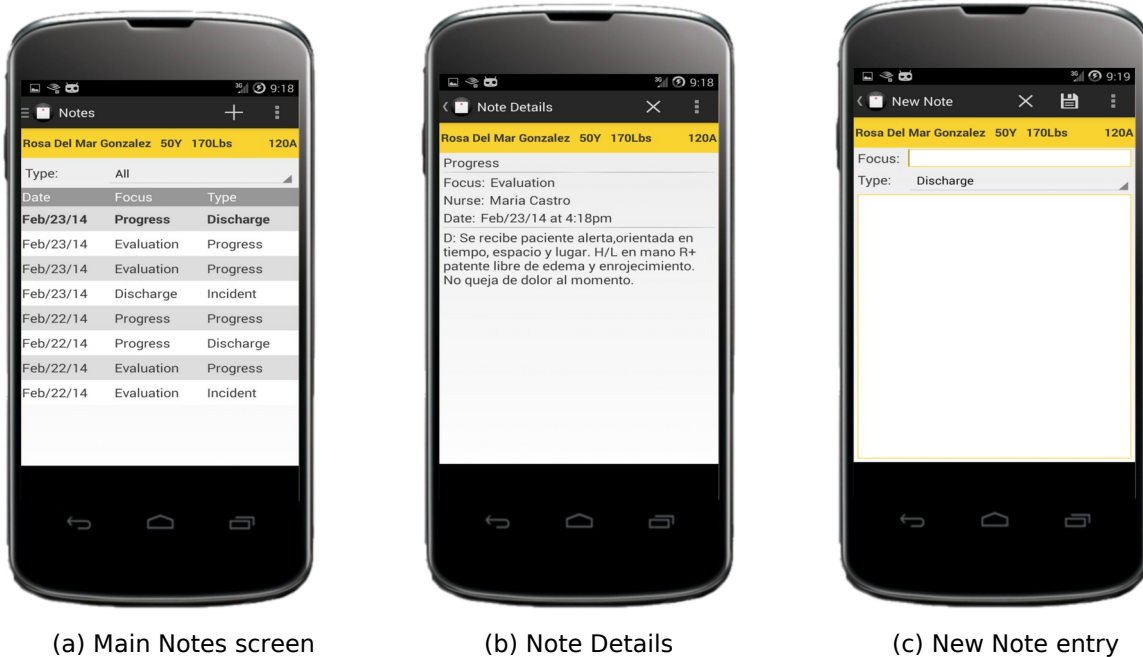 3G 9:18
Notes
Rosa Del Mar Gonzalez 50Y 170Lbs 120A
Type: All
Date Focus Type
Feb/23/14 Progress Discharge
Feb/23/14 Evaluation Progress
Feb/23/14 Evaluation Progress
Feb/23/14 Discharge Incident
Feb/22/14 Progress Progress
Feb/22/14 Progress Discharge
Feb/22/14 Evaluation Progress
Feb/22/14 Evaluation Incident
(a) Main Notes screen
3G 9:18
Note Details
Rosa Del Mar Gonzalez 50Y 170Lbs 120A
Progress
Focus: Evaluation
Nurse: Maria Castro
Date: Feb/23/14 at 4:18pm
D: Se recibe paciente alerta,orientada en
tiempo, espacio y lugar. H/L en mano R+
patente libre de edema y enrojecimiento.
No queja de dolor al momento.
(b) Note Details
3G 9:19
New Note
Rosa Del Mar Gonzalez 50Y 170Lbs 120A
Focus:
Type: Discharge
(c) New Note entry